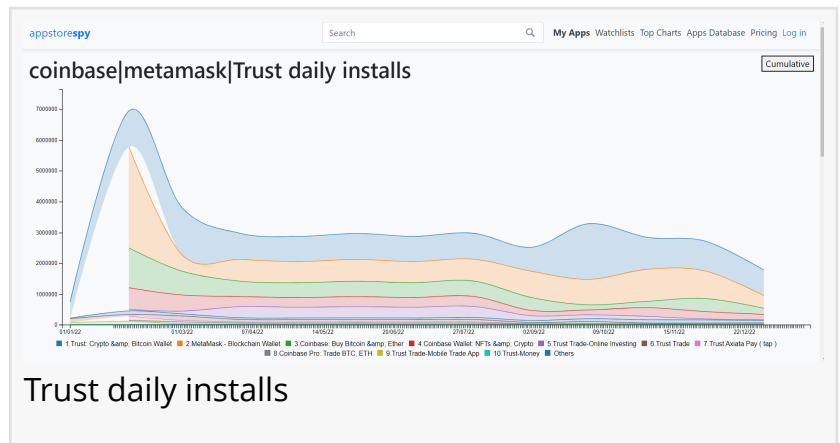 appstorespy
Search
My Apps Watchlists Top Charts Apps Database Pricing Log in
coinbase|metamask|Trust daily installs
Cumulative
7000000
6000000
5000000
4000000
3000000
2000000
1000000
0
01/01/22 01/03/22 07/04/22 14/05/22 20/06/22 27/07/22 02/09/22 09/10/22 15/11/22 22/12/22
1.Trust: Crypto &amp; Bitcoin Wallet 2.MetaMask - Blockchain Wallet 3.Coinbase: Buy Bitcoin &amp; Ether 4.Coinbase Wallet: NFTs &amp; Crypto 5.Trust Trade-Online Investing 6.Trust Trade 7.Trust Axiata Pay ( tap )
8.Coinbase Pro: Trade BTC, ETH 9.Trust Trade-Mobile Trade App 10.Trust-Money Others
Trust daily installs